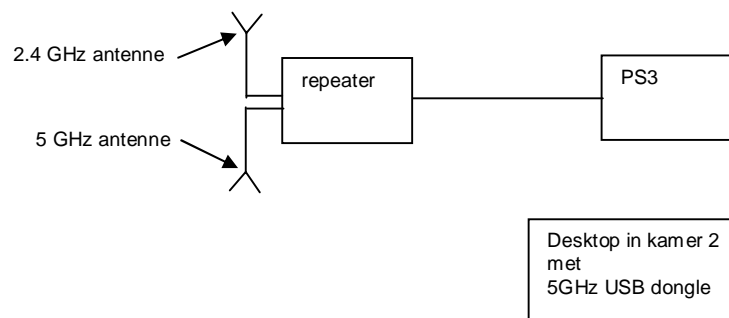 2.4 GHz antenne
repeater
PS3
5 GHz antenne
Desktop in kamer 2
met
5GHz USB dongle